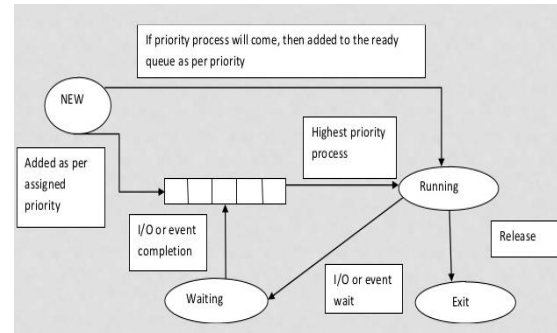 If priority process will come, then added to the ready
queue as per priority
NEW
Highest priority
process
Added as per
assigned
priority
Running
I/O or event
completion
Release
I/O or event
wait
Waiting
Exit